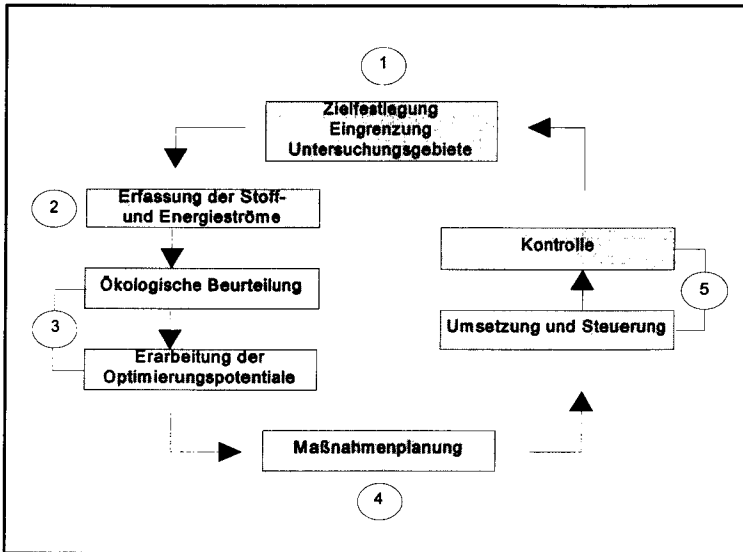 1
Zielfestlegung
Eingrenzung
Untersuchungsgebiete
2
Erfassung der Stoff-
und Energieströme
Ökologische Beurteilung
3
Erarbeitung der
Optimierungspotentiale
Maßnahmenplanung
4
Kontrolle
5
Umsetzung und Steuerung